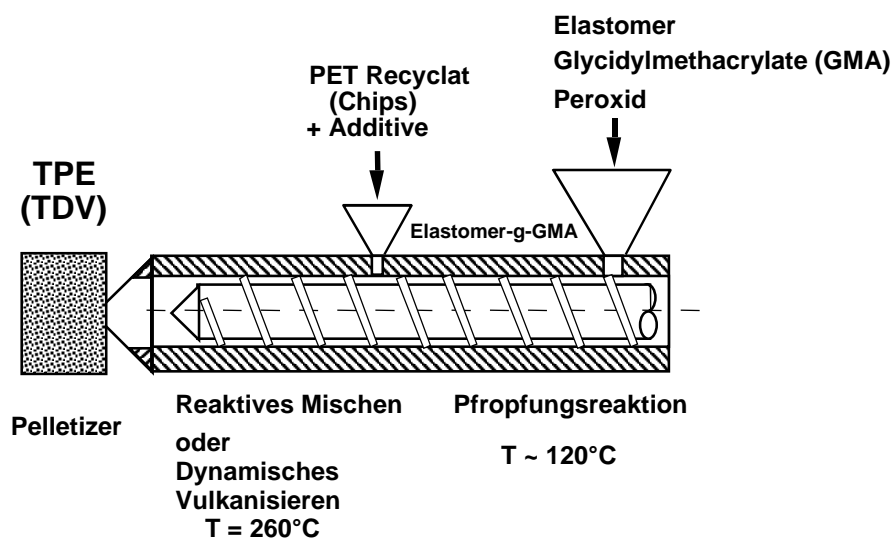 Elastomer
Glycidylmethacrylate (GMA)
Peroxid
PET Recyclat
(Chips)
+ Additive
TPE
(TDV)
Elastomer-g-GMA
Pelletizer
Reaktives Mischen
oder
Dynamisches
Vulkanisieren
T = 260°C
Pfropfungsreaktion
T ~ 120°C